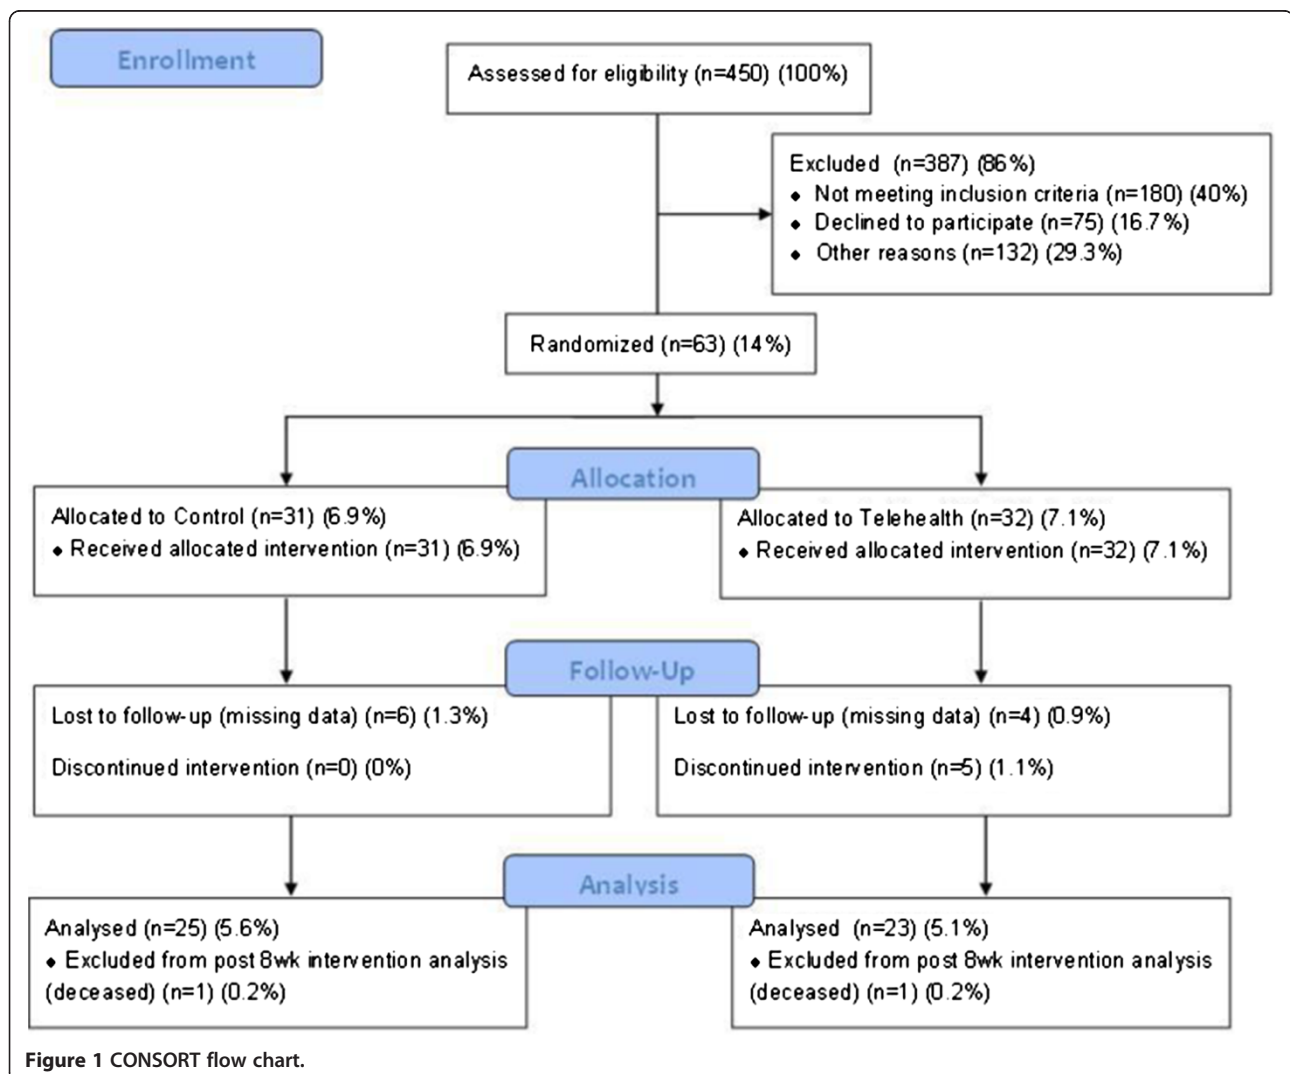 Enrollment
Assessed for eligibility (n=450) (100%)
Excluded (n=387) (86%)
♦ Not meeting inclusion criteria (n=180) (40%)
♦ Declined to participate (n=75) (16.7%)
♦ Other reasons (n=132) (29.3%)
Randomized (n=63) (14%)
Allocation
Allocated to Control (n=31) (6.9%)
♦ Received allocated intervention (n=31) (6.9%)
Allocated to Telehealth (n=32) (7.1%)
♦ Received allocated intervention (n=32) (7.1%)
Follow-Up
Lost to follow-up (missing data) (n=6) (1.3%)
Discontinued intervention (n=0) (0%)
Lost to follow-up (missing data) (n=4) (0.9%)
Discontinued intervention (n=5) (1.1%)
Analysis
Analysed (n=25) (5.6%)
♦ Excluded from post 8wk intervention analysis
(deceased) (n=1) (0.2%)
Analysed (n=23) (5.1%)
♦ Excluded from post 8wk intervention analysis
(deceased) (n=1) (0.2%)
Figure 1 CONSORT flow chart.